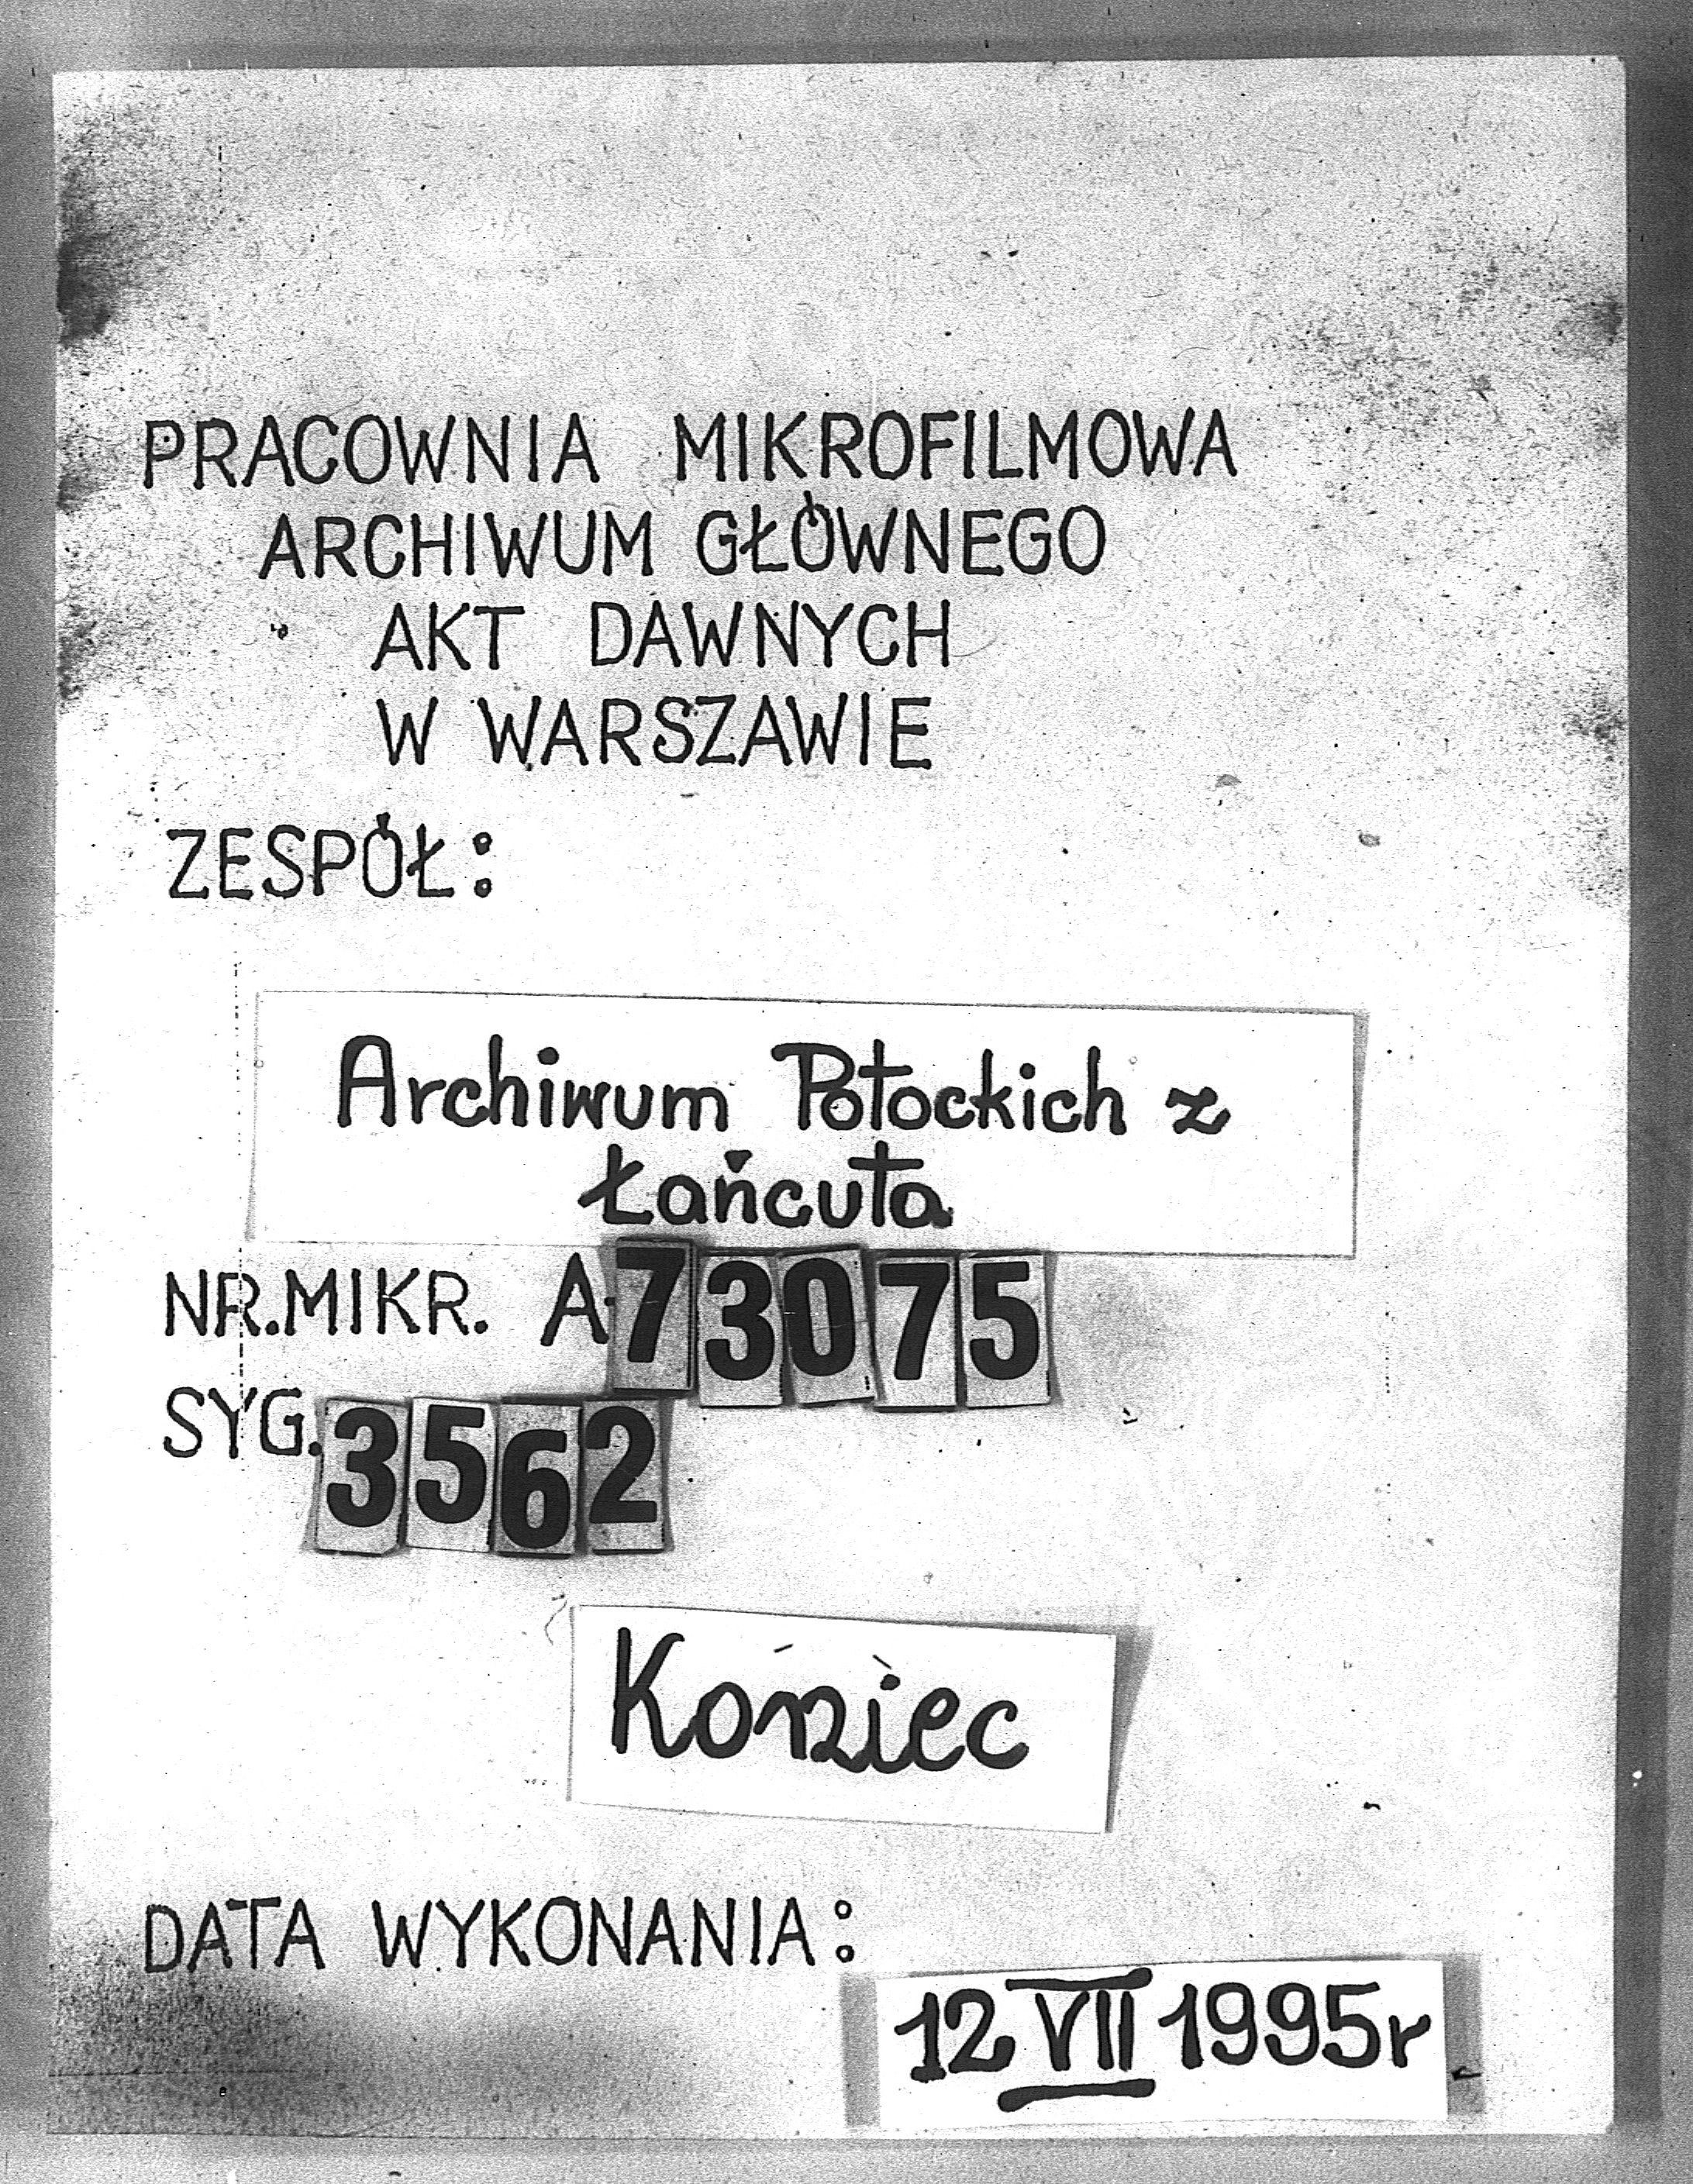 PRACOWNIA MIKROFILMOWA
ARCHIWUM GŁÓWNEGO
AKT DAWNYCH
W WARSZAWIE
ZESPÓŁ:
Archiwum Potockich z
Łańcuta
NR.MIKR. A-73075
SYG. 3562
Koniec
DATA WYKONANIA:
12 VII 1995r